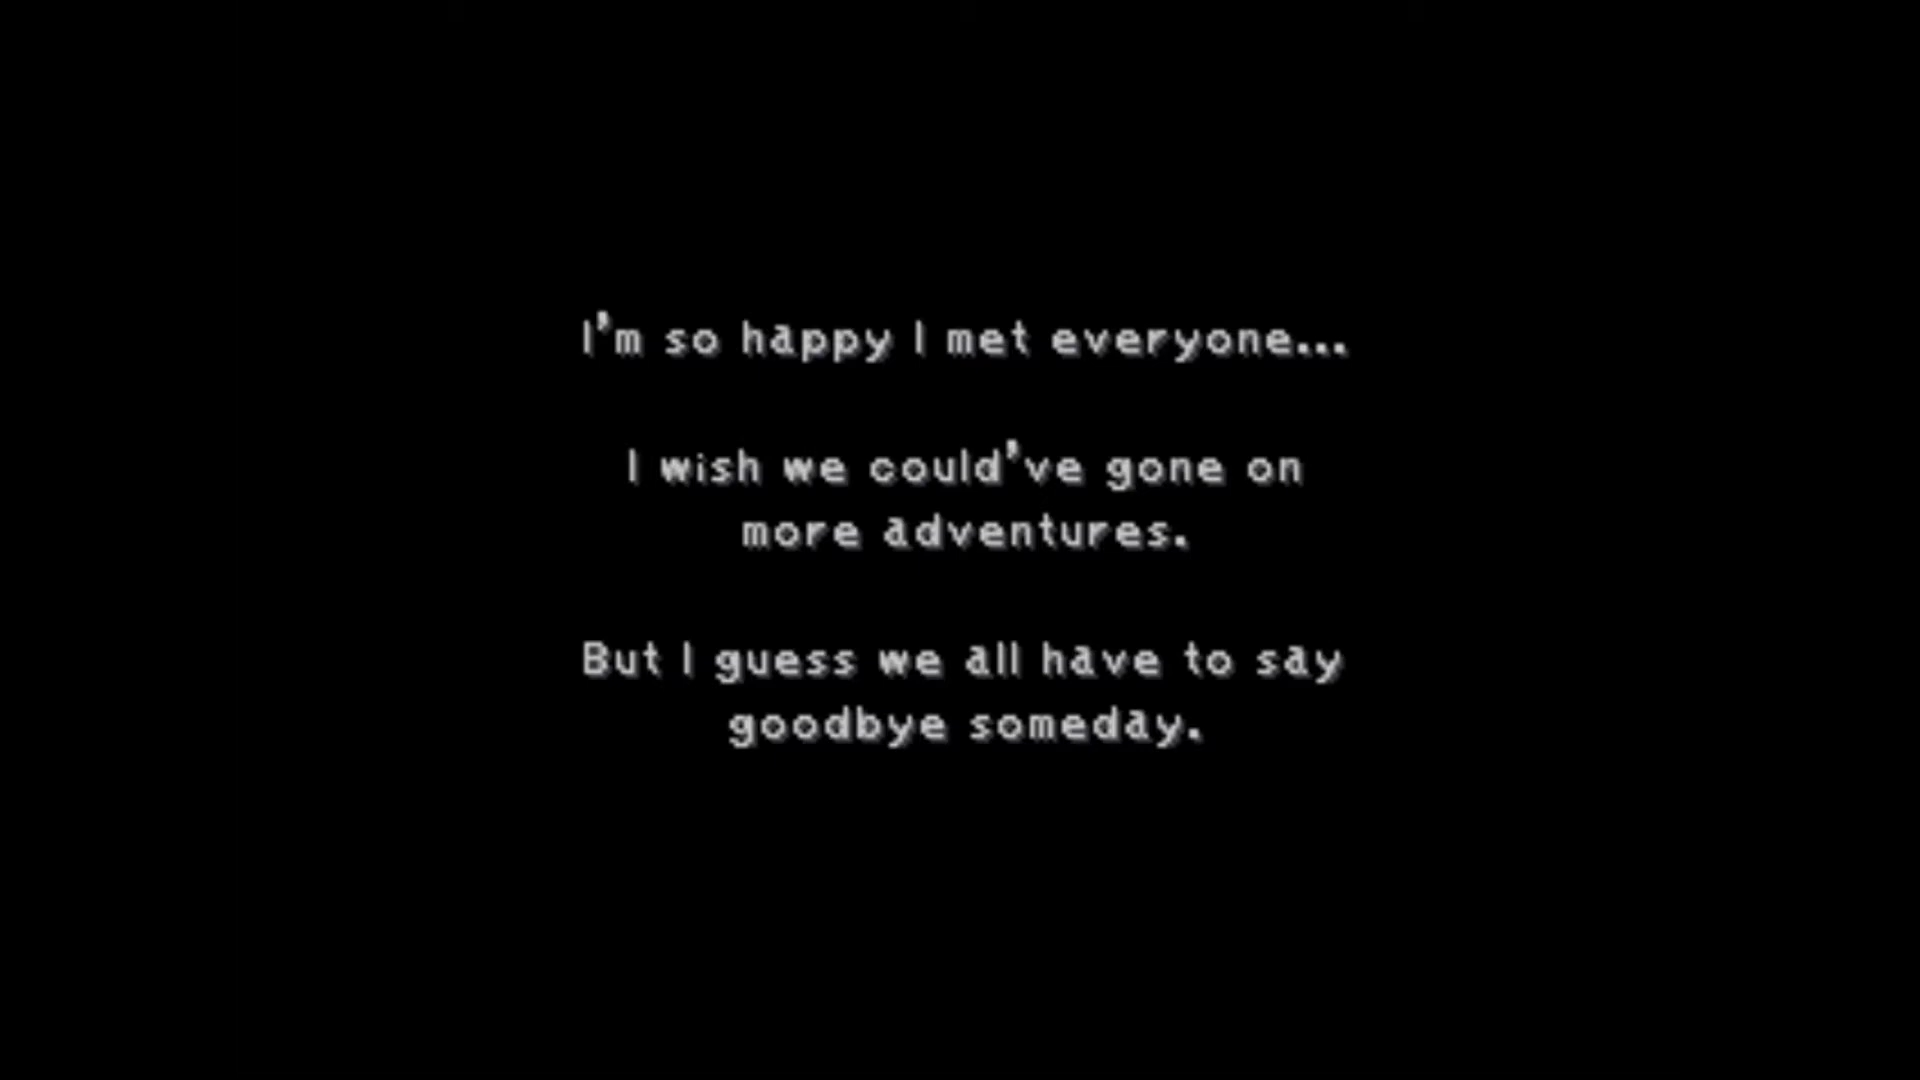 I'm so happy I met everyone...
I wish we could've gone on
more adventures.
But I guess we all have to say
goodbye someday.